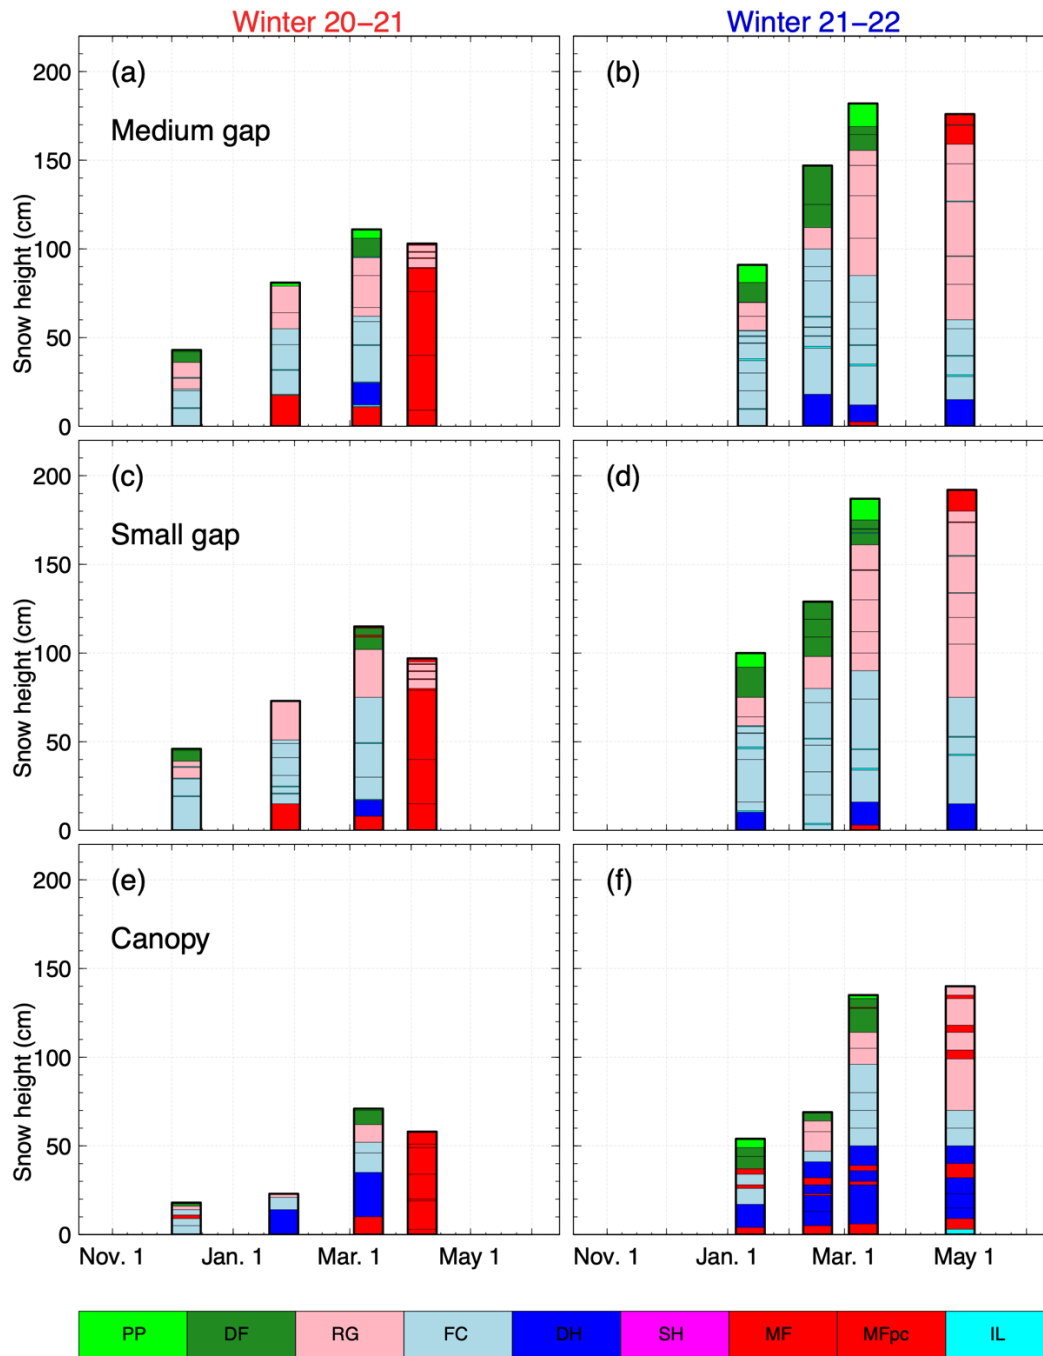 Winter 20−21 Winter 21−22
(a) (b)
Medium gap
Snow height (cm)
200
150
100
50
0
(c) (d)
Small gap
Snow height (cm)
200
150
100
50
0
(e) (f)
Canopy
Snow height (cm)
200
150
100
50
0
Nov. 1 Jan. 1 Mar. 1 May 1 Nov. 1 Jan. 1 Mar. 1 May 1
PP DF RG FC DH SH MF MFpc IL